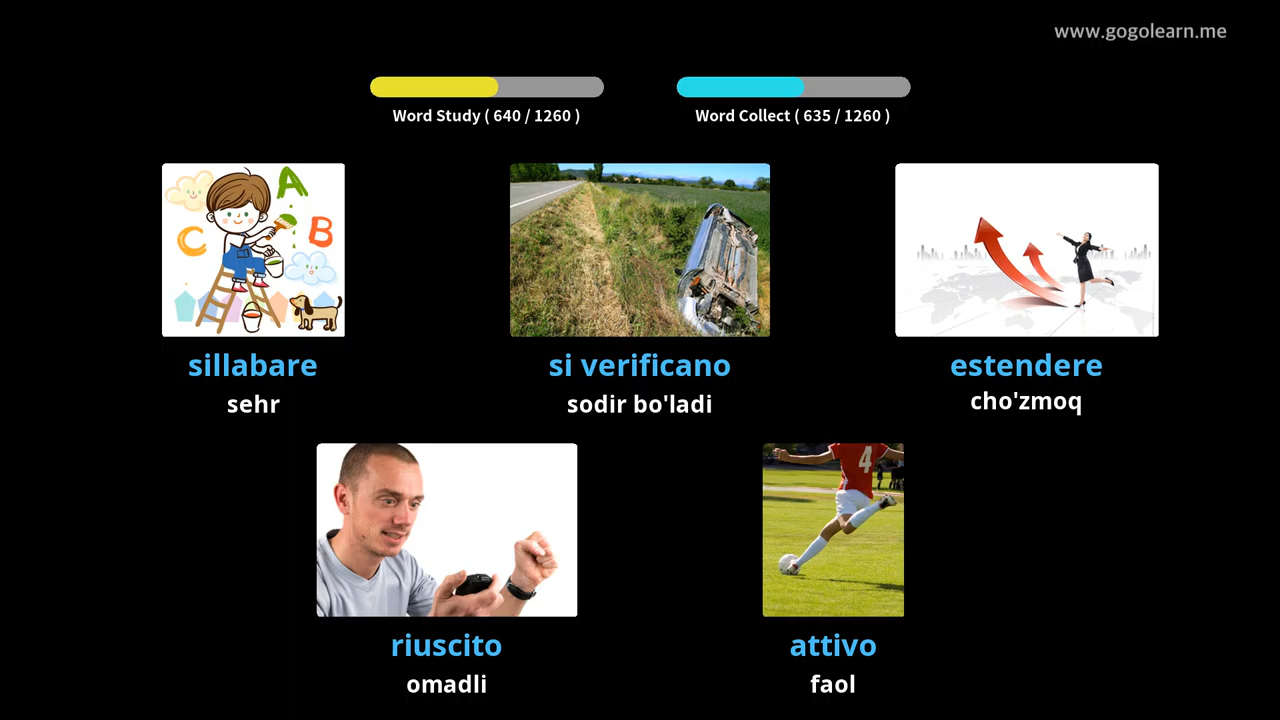 www.gogolearn.me
Word Study ( 640 / 1260 )
Word Collect ( 635 / 1260 )
A
B
C
sillabare
sehr
si verificano
sodir bo'ladi
estendere
cho'zmoq
4
riuscito
omadli
attivo
faol